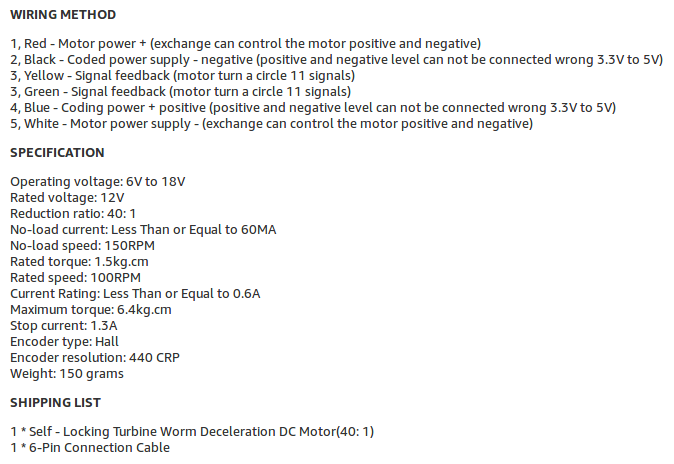 WIRING METHOD
1, Red - Motor power + (exchange can control the motor positive and negative)
2, Black - Coded power supply - negative (positive and negative level can not be connected wrong 3.3V to 5V)
3, Yellow - Signal feedback (motor turn a circle 11 signals)
3, Green - Signal feedback (motor turn a circle 11 signals)
4, Blue - Coding power + positive (positive and negative level can not be connected wrong 3.3V to 5V)
5, White - Motor power supply - (exchange can control the motor positive and negative)
SPECIFICATION
Operating voltage: 6V to 18V
Rated voltage: 12V
Reduction ratio: 40: 1
No-load current: Less Than or Equal to 60MA
No-load speed: 150RPM
Rated torque: 1.5kg.cm
Rated speed: 100RPM
Current Rating: Less Than or Equal to 0.6A
Maximum torque: 6.4kg.cm
Stop current: 1.3A
Encoder type: Hall
Encoder resolution: 440 CRP
Weight: 150 grams
SHIPPING LIST
1 * Self - Locking Turbine Worm Deceleration DC Motor(40: 1)
1 * 6-Pin Connection Cable